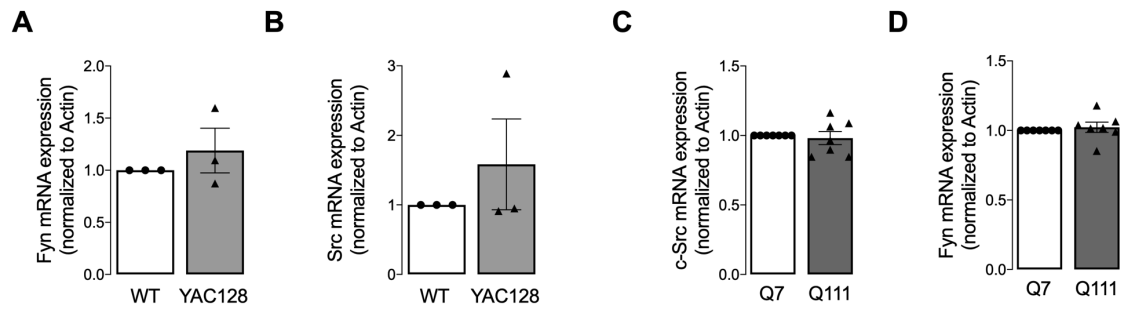 A
Fyn mRNA expression
(normalized to Actin)
2.0
1.5
1.0
0.5
0.0
WT
YAC128
B
Src mRNA expression
(normalized to Actin)
3
2
1
0
WT
YAC128
C
c-Src mRNA expression
(normalized to Actin)
1.5
1.0
0.5
0.0
Q7
Q111
D
Fyn mRNA expression
(normalized to Actin)
1.5
1.0
0.5
0.0
Q7
Q111